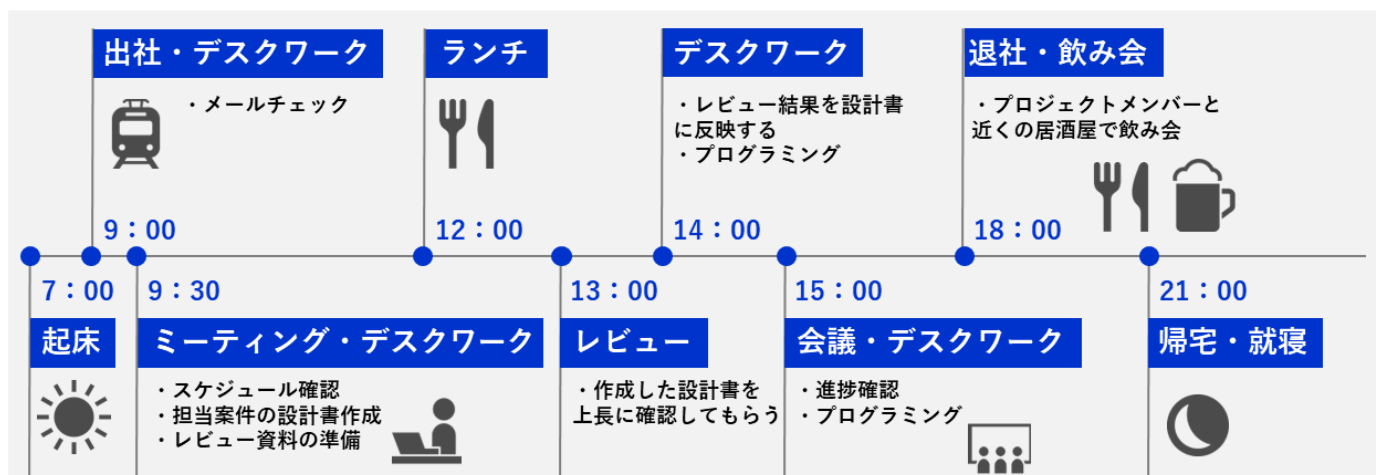 出社・デスクワーク
・メールチェック
9：00
ランチ
12：00
デスクワーク
・レビュー結果を設計書
に反映する
・プログラミング
14：00
退社・飲み会
・プロジェクトメンバーと
近くの居酒屋で飲み会
18：00
7：00
起床
9：30
ミーティング・デスクワーク
・スケジュール確認
・担当案件の設計書作成
・レビュー資料の準備
13：00
レビュー
・作成した設計書を
上長に確認してもらう
15：00
会議・デスクワーク
・進捗確認
・プログラミング
21：00
帰宅・就寝